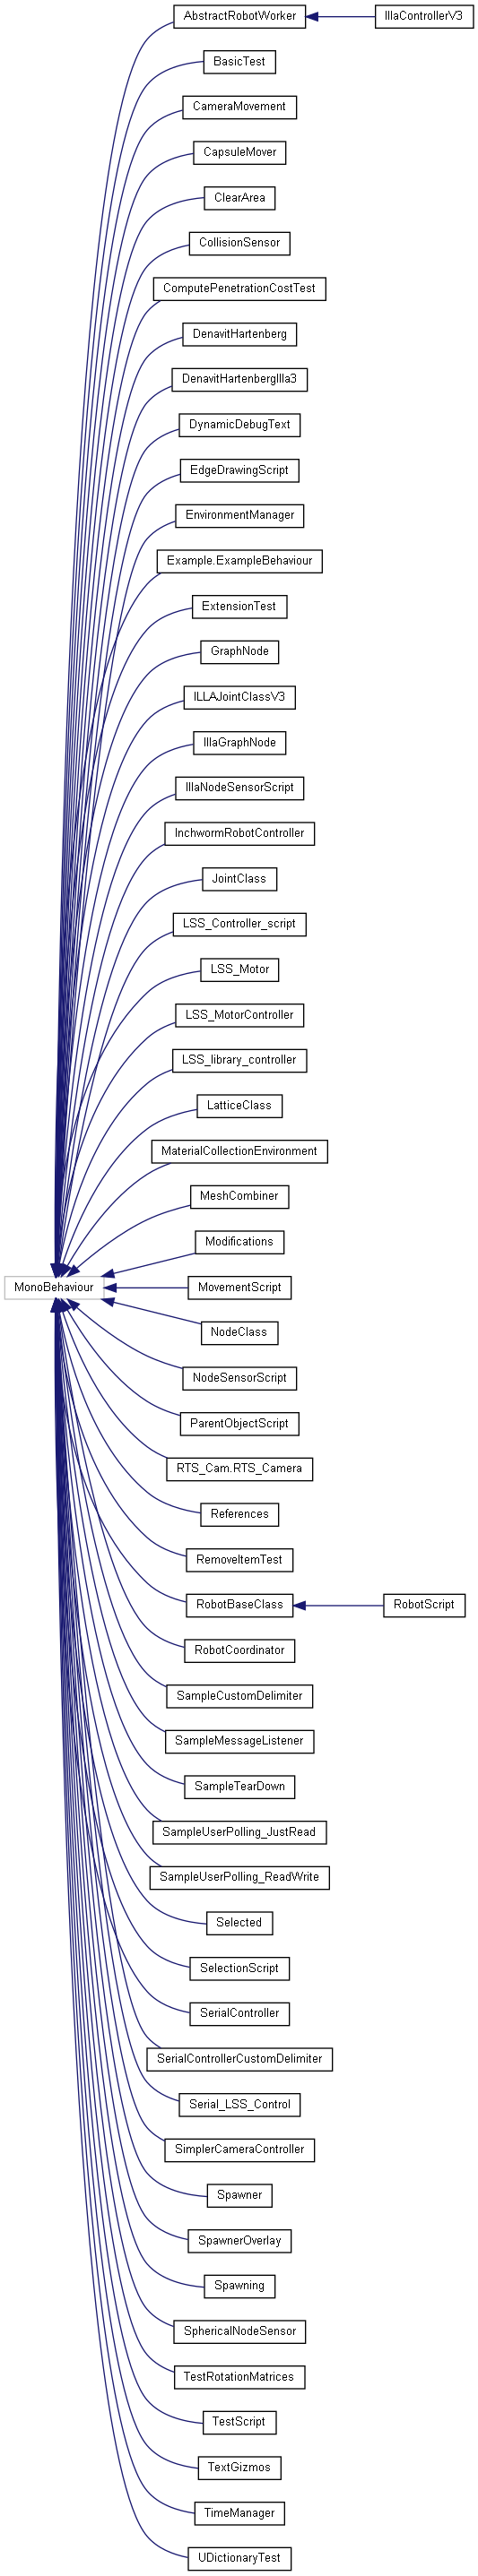 AbstractRobotWorker
IllaControllerV3
BasicTest
CameraMovement
CapsuleMover
ClearArea
CollisionSensor
ComputePenetrationCostTest
DenavitHartenberg
DenavitHartenbergIlla3
DynamicDebugText
EdgeDrawingScript
EnvironmentManager
Example.ExampleBehaviour
ExtensionTest
GraphNode
ILLAJointClassV3
IllaGraphNode
IllaNodeSensorScript
InchwormRobotController
JointClass
LSS_Controller_script
LSS_Motor
LSS_MotorController
LSS_library_controller
LatticeClass
MaterialCollectionEnvironment
MeshCombiner
Modifications
MonoBehaviour
MovementScript
NodeClass
NodeSensorScript
ParentObjectScript
RTS_Cam.RTS_Camera
References
RemoveItemTest
RobotBaseClass
RobotScript
RobotCoordinator
SampleCustomDelimiter
SampleMessageListener
SampleTearDown
SampleUserPolling_JustRead
SampleUserPolling_ReadWrite
Selected
SelectionScript
SerialController
SerialControllerCustomDelimiter
Serial_LSS_Control
SimplerCameraController
Spawner
SpawnerOverlay
Spawning
SphericalNodeSensor
TestRotationMatrices
TestScript
TextGizmos
TimeManager
UDictionaryTest